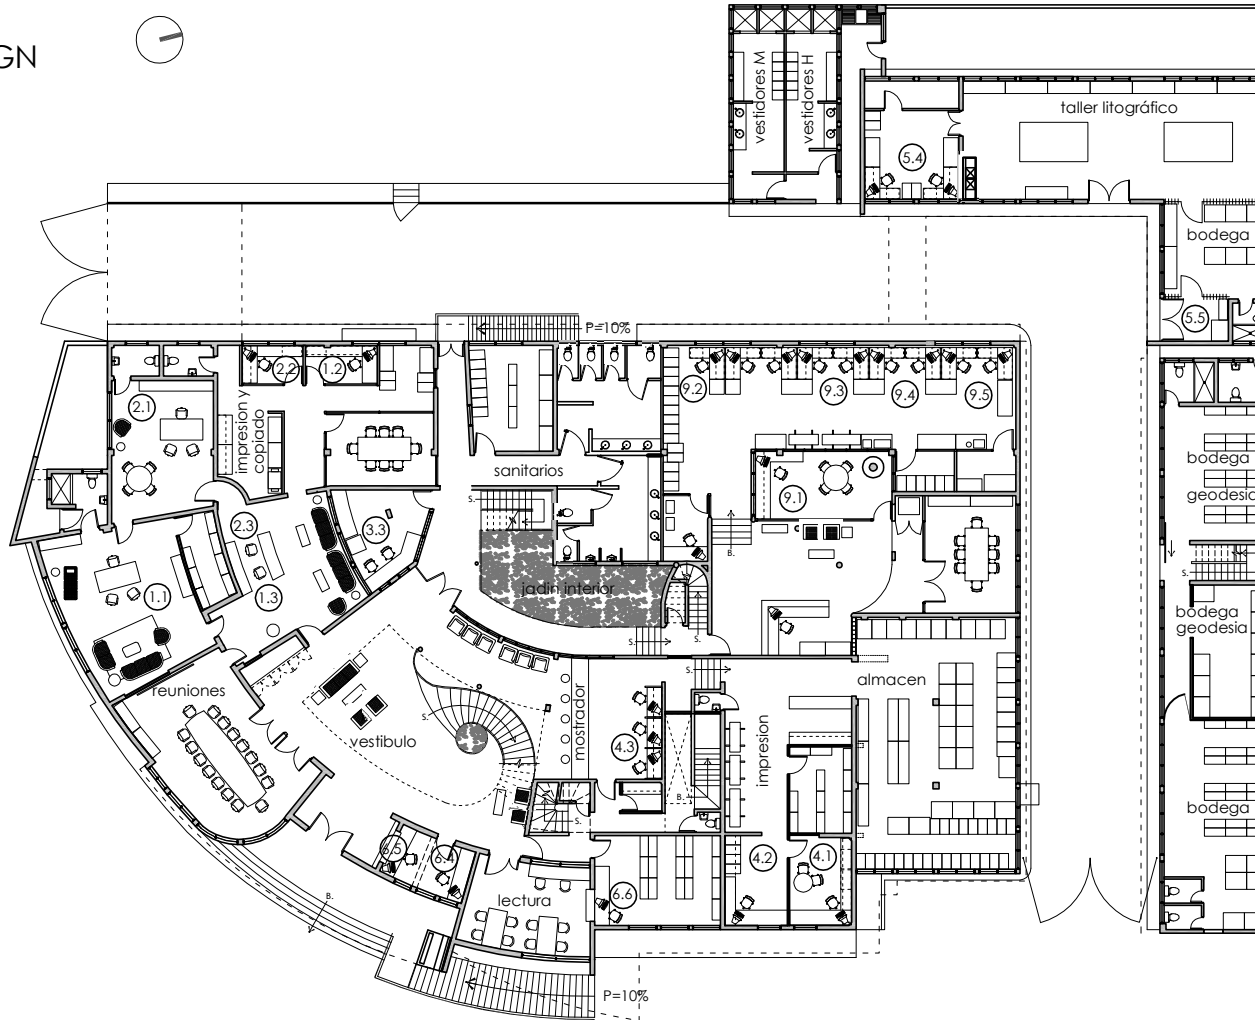 GN
vestidores M
vestidores H
taller litográfico
5.4
bodega
5.5
P=10%
2.2
1.2
2.1
impresion y
copiado
9.2
9.3
9.4
9.5
sanitarios
bodega
geodesia
9.1
2.3
3.3
S.
B.
jadin interior
1.1
1.3
S.
S.
S.
bodega
geodesia
reuniones
S.
S.
almacen
vestibulo
mostrador
4.3
impresion
B.
S.
bodega
6.5
6.4
4.2
4.1
6.6
lectura
B.
P=10%